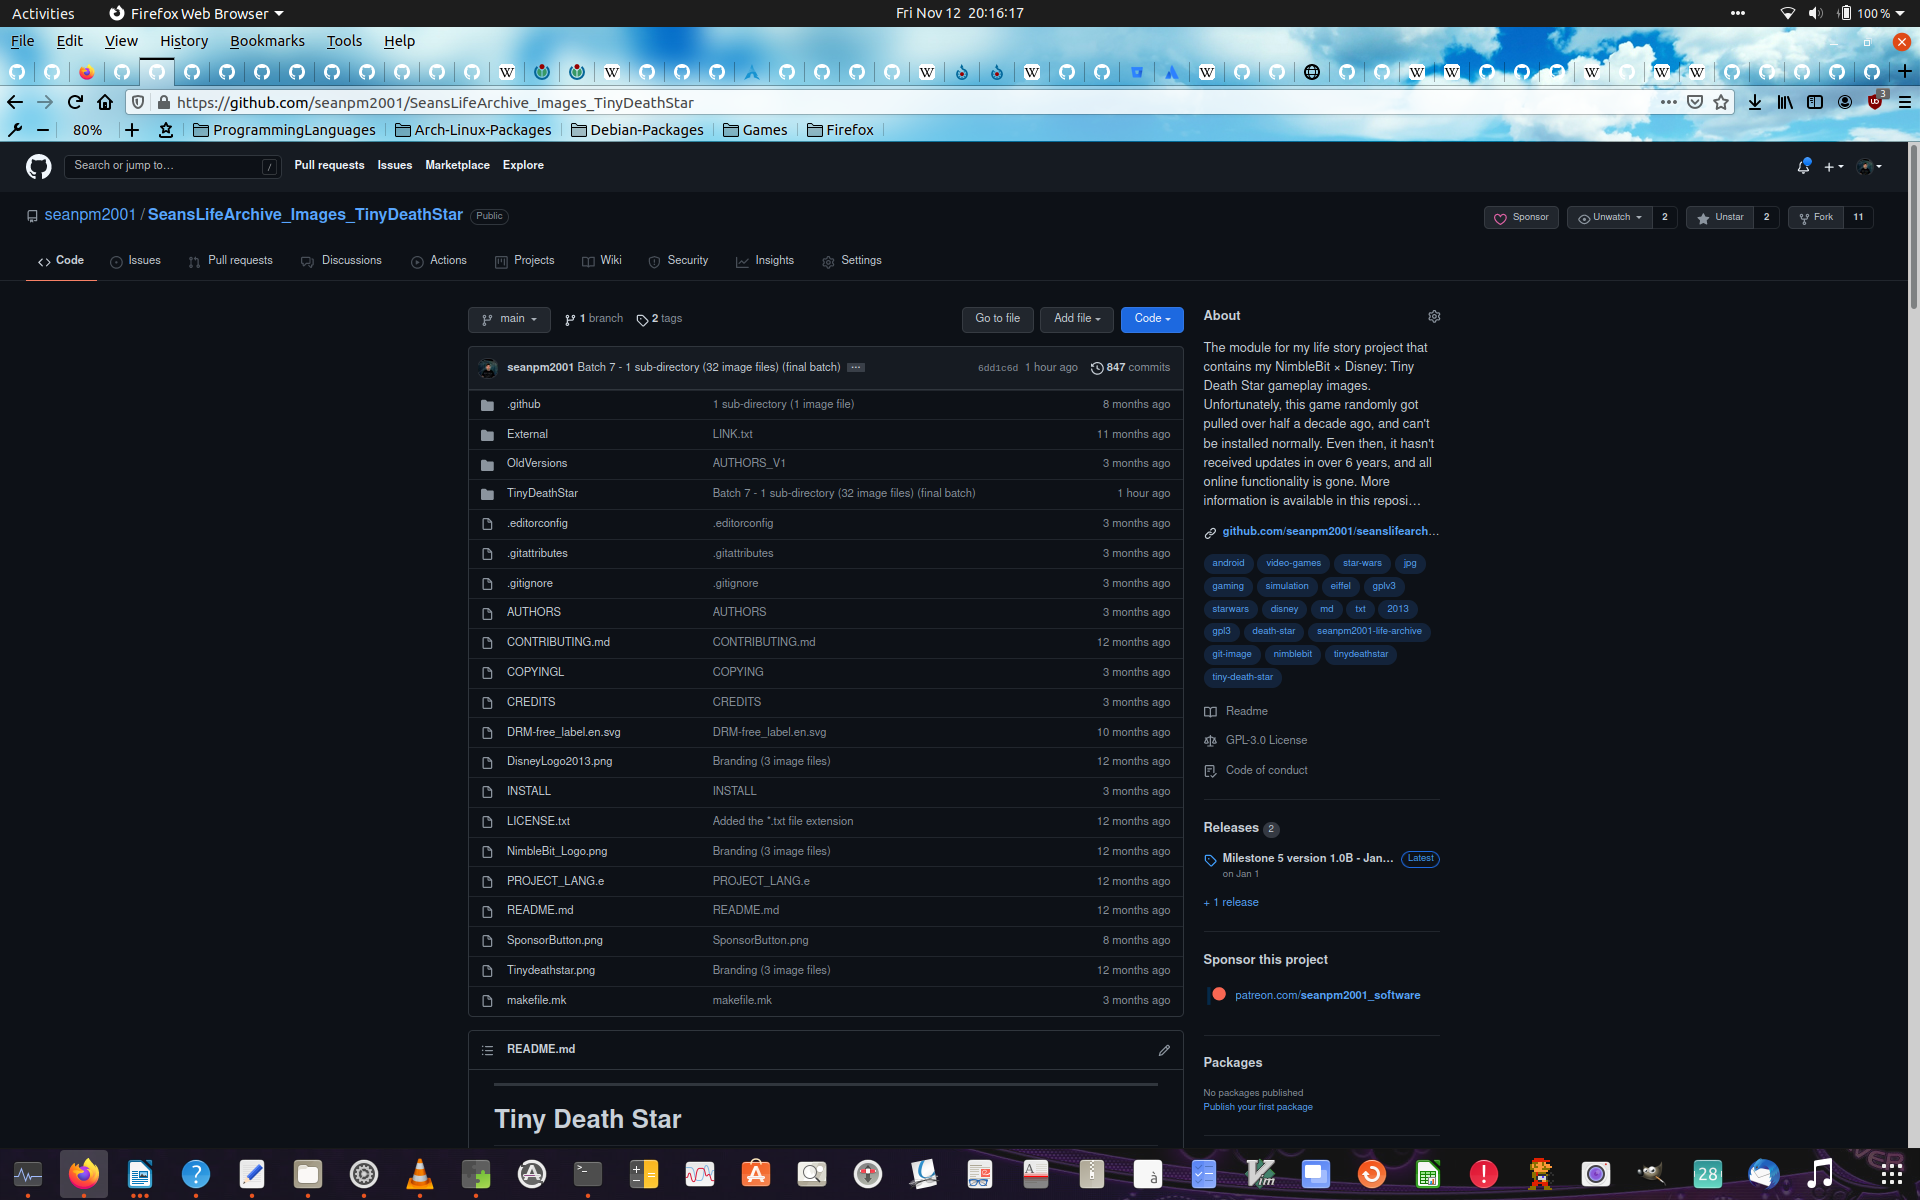 Activities
Firefox Web Browser
Fri Nov 12 20:16:17
100 %
File Edit View History Bookmarks Tools Help
https://github.com/seanpm2001/SeansLifeArchive_Images_TinyDeathStar
3
80%
ProgrammingLanguages
Arch-Linux-Packages
Debian-Packages
Games
Firefox
Search or jump to…
/
Pull requests
Issues
Marketplace
Explore
seanpm2001 / SeansLifeArchive_Images_TinyDeathStar
Public
Sponsor
Unwatch 2
Unstar 2
Fork 11
Code
Issues
Pull requests
Discussions
Actions
Projects
Wiki
Security
Insights
Settings
main
1 branch
2 tags
Go to file
Add file
Code
seanpm2001 Batch 7 - 1 sub-directory (32 image files) (final batch) ...
6dd1c6d 1 hour ago
847 commits
.github 1 sub-directory (1 image file) 8 months ago
External LINK.txt 11 months ago
OldVersions AUTHORS_V1 3 months ago
TinyDeathStar Batch 7 - 1 sub-directory (32 image files) (final batch) 1 hour ago
.editorconfig .editorconfig 3 months ago
.gitattributes .gitattributes 3 months ago
.gitignore .gitignore 3 months ago
AUTHORS AUTHORS 3 months ago
CONTRIBUTING.md CONTRIBUTING.md 12 months ago
COPYINGL COPYING 3 months ago
CREDITS CREDITS 3 months ago
DRM-free_label.en.svg DRM-free_label.en.svg 10 months ago
DisneyLogo2013.png Branding (3 image files) 12 months ago
INSTALL INSTALL 3 months ago
LICENSE.txt Added the *.txt file extension 12 months ago
NimbleBit_Logo.png Branding (3 image files) 12 months ago
PROJECT_LANG.e PROJECT_LANG.e 12 months ago
README.md README.md 12 months ago
SponsorButton.png SponsorButton.png 8 months ago
Tinydeathstar.png Branding (3 image files) 12 months ago
makefile.mk makefile.mk 3 months ago
README.md
Tiny Death Star
About
The module for my life story project that
contains my NimbleBit × Disney: Tiny
Death Star gameplay images.
Unfortunately, this game randomly got
pulled over half a decade ago, and can't
be installed normally. Even then, it hasn't
received updates in over 6 years, and all
online functionality is gone. More
information is available in this reposi…
github.com/seanpm2001/seanslifearch…
android video-games star-wars jpg
gaming simulation eiffel gplv3
starwars disney md txt 2013
gpl3 death-star seanpm2001-life-archive
git-image nimblebit tinydeathstar
tiny-death-star
Readme
GPL-3.0 License
Code of conduct
Releases 2
Milestone 5 version 1.0B - Jan... Latest
on Jan 1
+ 1 release
Sponsor this project
patreon.com/seanpm2001_software
Packages
No packages published
Publish your first package
28